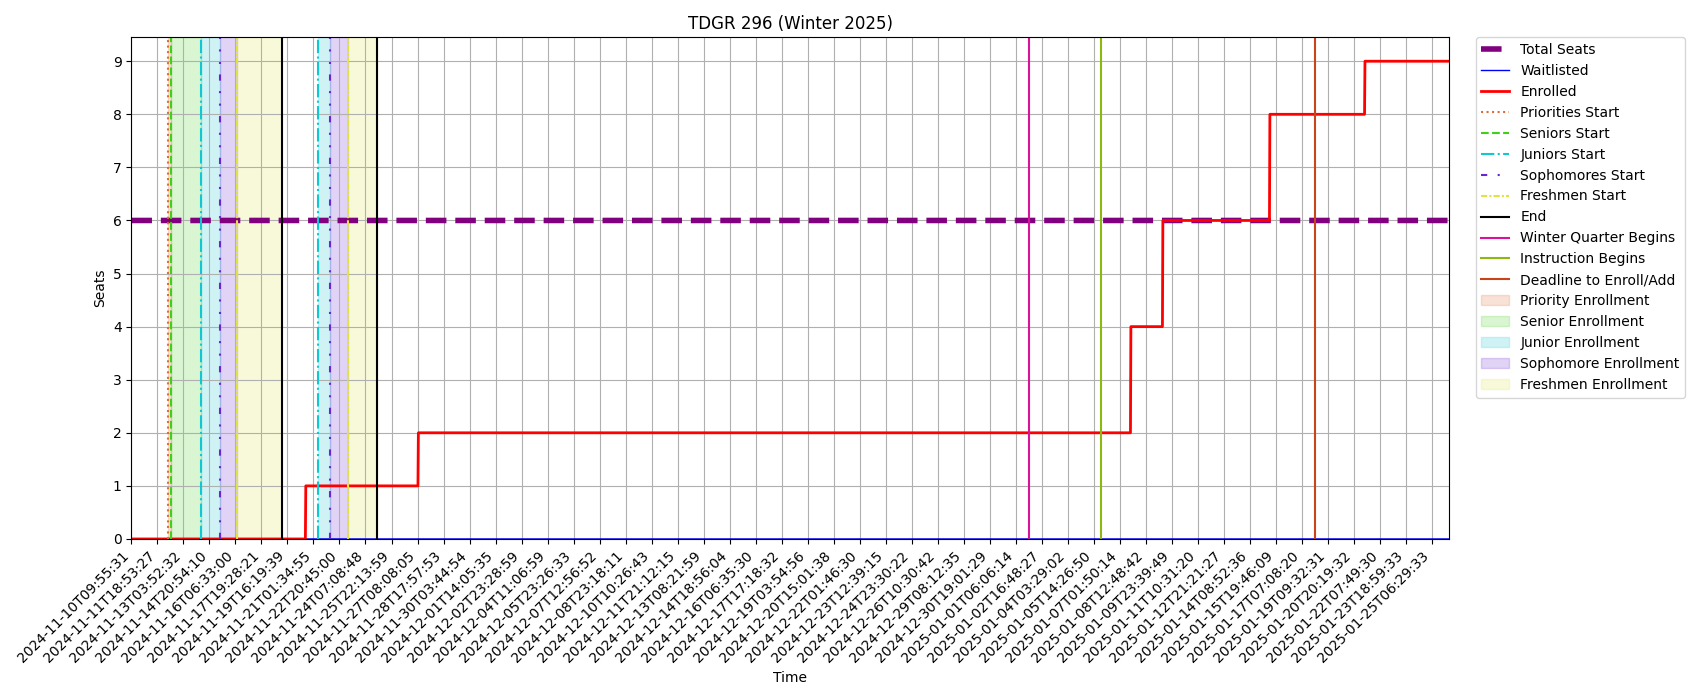 TDGR 296 (Winter 2025)
9
8
7
6
5
4
3
2
1
0
Seats
2024-11-10T09:55:31
2024-11-11T18:53:27
2024-11-13T03:52:32
2024-11-14T20:54:10
2024-11-16T06:33:00
2024-11-17T19:28:21
2024-11-19T16:19:39
2024-11-21T01:34:55
2024-11-22T20:45:00
2024-11-24T07:08:48
2024-11-25T22:13:59
2024-11-27T08:08:05
2024-11-28T17:57:53
2024-11-30T03:44:54
2024-12-01T14:05:35
2024-12-02T23:28:59
2024-12-04T11:06:59
2024-12-05T23:26:33
2024-12-07T12:56:52
2024-12-08T23:18:11
2024-12-10T10:26:43
2024-12-11T21:12:15
2024-12-13T08:21:59
2024-12-14T18:56:04
2024-12-16T06:35:30
2024-12-17T17:18:32
2024-12-19T03:54:56
2024-12-20T15:01:38
2024-12-22T01:46:30
2024-12-23T12:39:15
2024-12-24T23:30:22
2024-12-26T10:30:42
2024-12-29T08:12:35
2024-12-30T19:01:29
2025-01-01T06:06:14
2025-01-02T16:48:27
2025-01-04T03:29:02
2025-01-05T14:26:50
2025-01-07T01:50:14
2025-01-08T12:48:42
2025-01-09T23:39:49
2025-01-11T10:31:20
2025-01-12T21:21:27
2025-01-14T08:52:36
2025-01-15T19:46:09
2025-01-17T07:08:20
2025-01-19T09:32:31
2025-01-20T20:19:32
2025-01-22T07:49:30
2025-01-23T18:59:33
2025-01-25T06:29:33
Time
Total Seats
Waitlisted
Enrolled
Priorities Start
Seniors Start
Juniors Start
Sophomores Start
Freshmen Start
End
Winter Quarter Begins
Instruction Begins
Deadline to Enroll/Add
Priority Enrollment
Senior Enrollment
Junior Enrollment
Sophomore Enrollment
Freshmen Enrollment